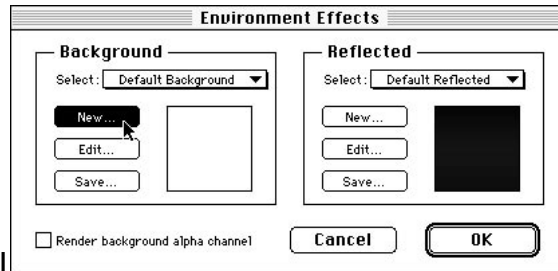 Environment Effects
Background
Select: Default Background
New...
Edit...
Save...
Reflected
Select: Default Reflected
New...
Edit...
Save...
Render background alpha channel
Cancel
OK